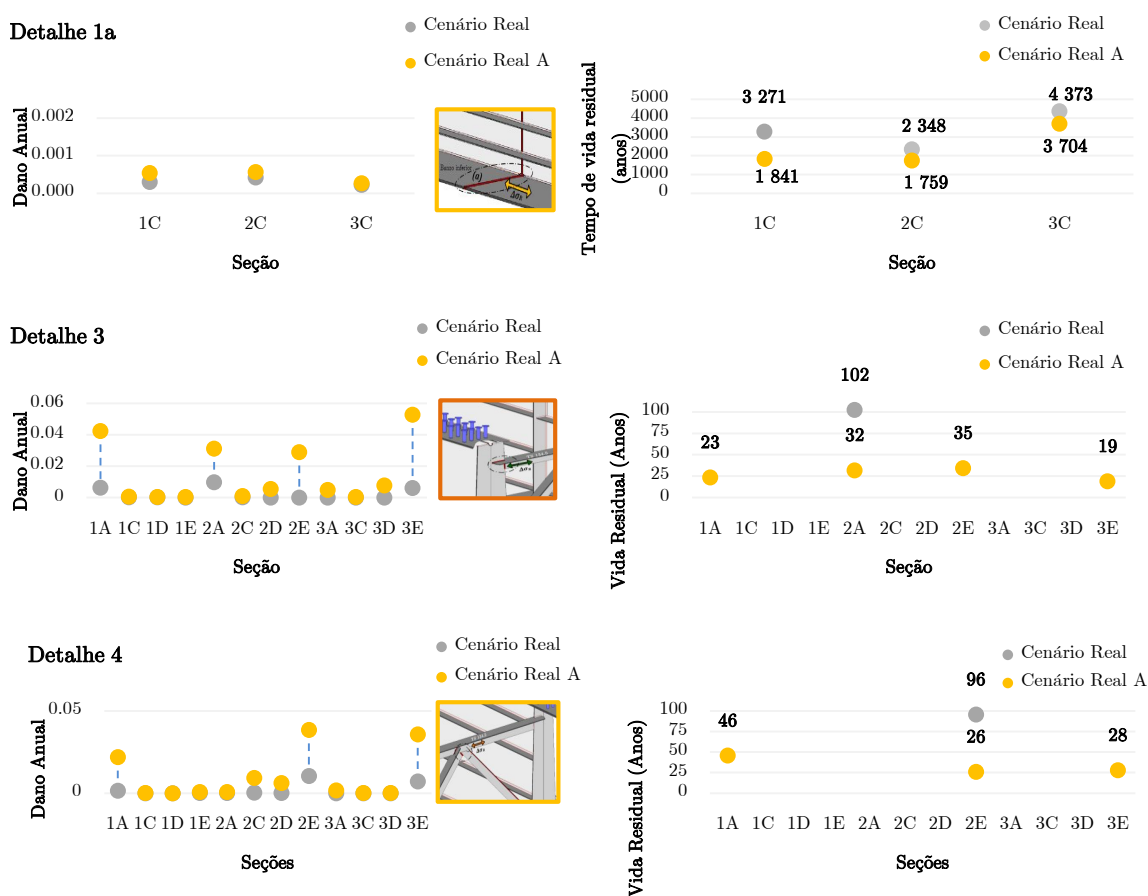 Detalhe 1a
Cenário Real
Cenário Real A
Dano Anual
0.002
0.001
0.000
1C 2C 3C
Seção
Banzo inferior
(a)
Cenário Real
Cenário Real A
Tempo de vida residual
(anos)
5000
4000
3000
2000
1000
0
3 271
1 841
2 348
1 759
4 373
3 704
1C 2C 3C
Seção
Detalhe 3
Cenário Real
Cenário Real A
Dano Anual
0.06
0.04
0.02
0
1A 1C 1D 1E 2A 2C 2D 2E 3A 3C 3D 3E
Seção
Cenário Real
Cenário Real A
Vida Residual (Anos)
100
75
50
25
0
23
102
32
35
19
1A 1C 1D 1E 2A 2C 2D 2E 3A 3C 3D 3E
Seção
Detalhe 4
Cenário Real
Cenário Real A
Dano Anual
0.05
0
1A 1C 1D 1E 2A 2C 2D 2E 3A 3C 3D 3E
Seções
Cenário Real
Cenário Real A
Vida Residual (Anos)
100
75
50
25
0
46
96
26
28
1A 1C 1D 1E 2A 2C 2D 2E 3A 3C 3D 3E
Seções